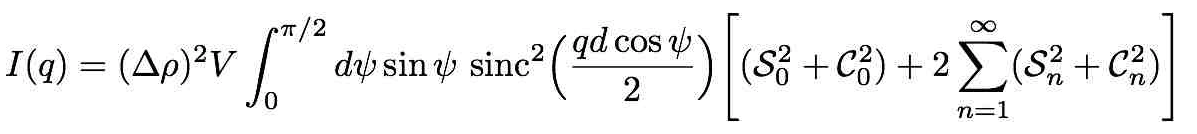 I(q) = (Δρ)²V ∫₀^{π/2} dψ sin ψ sinc²(qd cos ψ / 2) [(𝒮₀² + 𝒞₀²) + 2 ∑_{n=1}^{∞} (𝒮ₙ² + 𝒞ₙ²)]